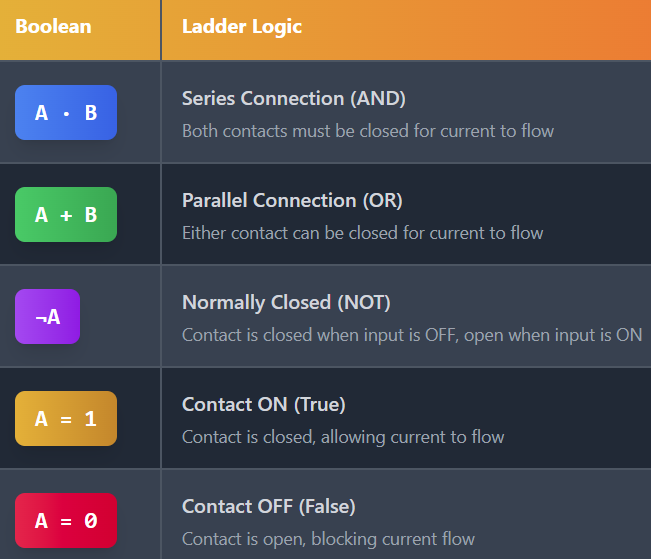 Boolean
Ladder Logic
A · B
Series Connection (AND)
Both contacts must be closed for current to flow
A + B
Parallel Connection (OR)
Either contact can be closed for current to flow
¬A
Normally Closed (NOT)
Contact is closed when input is OFF, open when input is ON
A = 1
Contact ON (True)
Contact is closed, allowing current to flow
A = 0
Contact OFF (False)
Contact is open, blocking current flow